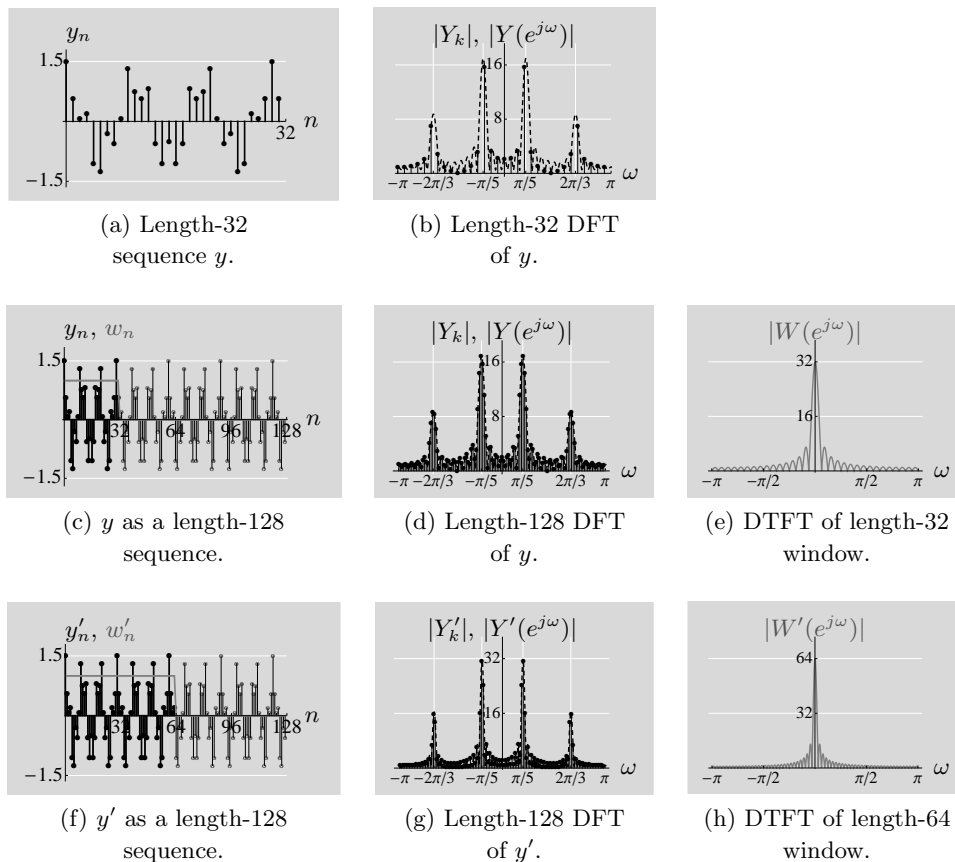 y_n
1.5
−1.5
n
32
(a) Length-32
sequence y.
|Y_k|, |Y(e^{jω})|
16
8
−π −2π/3 −π/5 π/5 2π/3 π ω
(b) Length-32 DFT
of y.
y_n, w_n
1.5
−1.5
32 64 96 128 n
(c) y as a length-128
sequence.
|Y_k|, |Y(e^{jω})|
16
8
−π −2π/3 −π/5 π/5 2π/3 π ω
(d) Length-128 DFT
of y.
|W(e^{jω})|
32
16
−π −π/2 π/2 π ω
(e) DTFT of length-32
window.
y′_n, w′_n
1.5
−1.5
32 64 96 128 n
(f) y′ as a length-128
sequence.
|Y′_k|, |Y′(e^{jω})|
32
16
−π −2π/3 −π/5 π/5 2π/3 π ω
(g) Length-128 DFT
of y′.
|W′(e^{jω})|
64
32
−π −π/2 π/2 π ω
(h) DTFT of length-64
window.